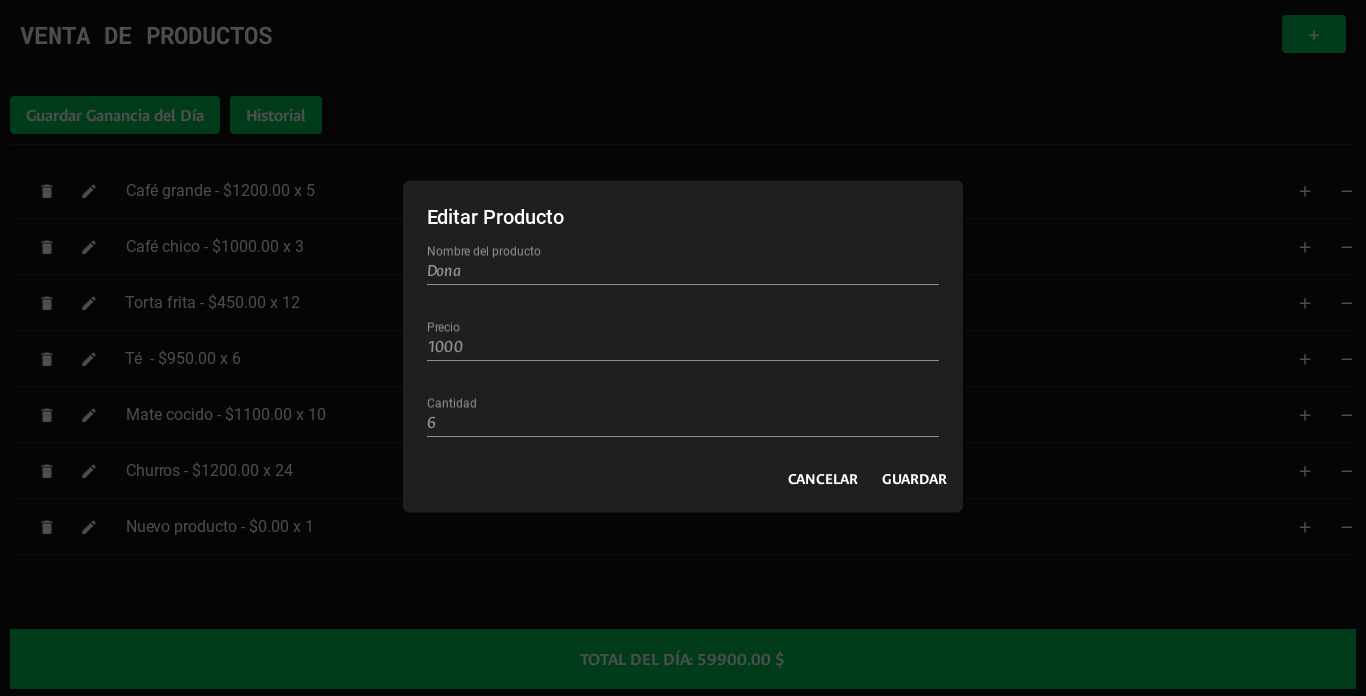 VENTA DE PRODUCTOS
+
Guardar Ganancia del Día
Historial
Café grande - $1200.00 x 5
Café chico - $1000.00 x 3
Torta frita - $450.00 x 12
Té  - $950.00 x 6
Mate cocido - $1100.00 x 10
Churros - $1200.00 x 24
Nuevo producto - $0.00 x 1
Editar Producto
Nombre del producto
Dona
Precio
1000
Cantidad
6
CANCELAR
GUARDAR
TOTAL DEL DÍA: 59900.00 $